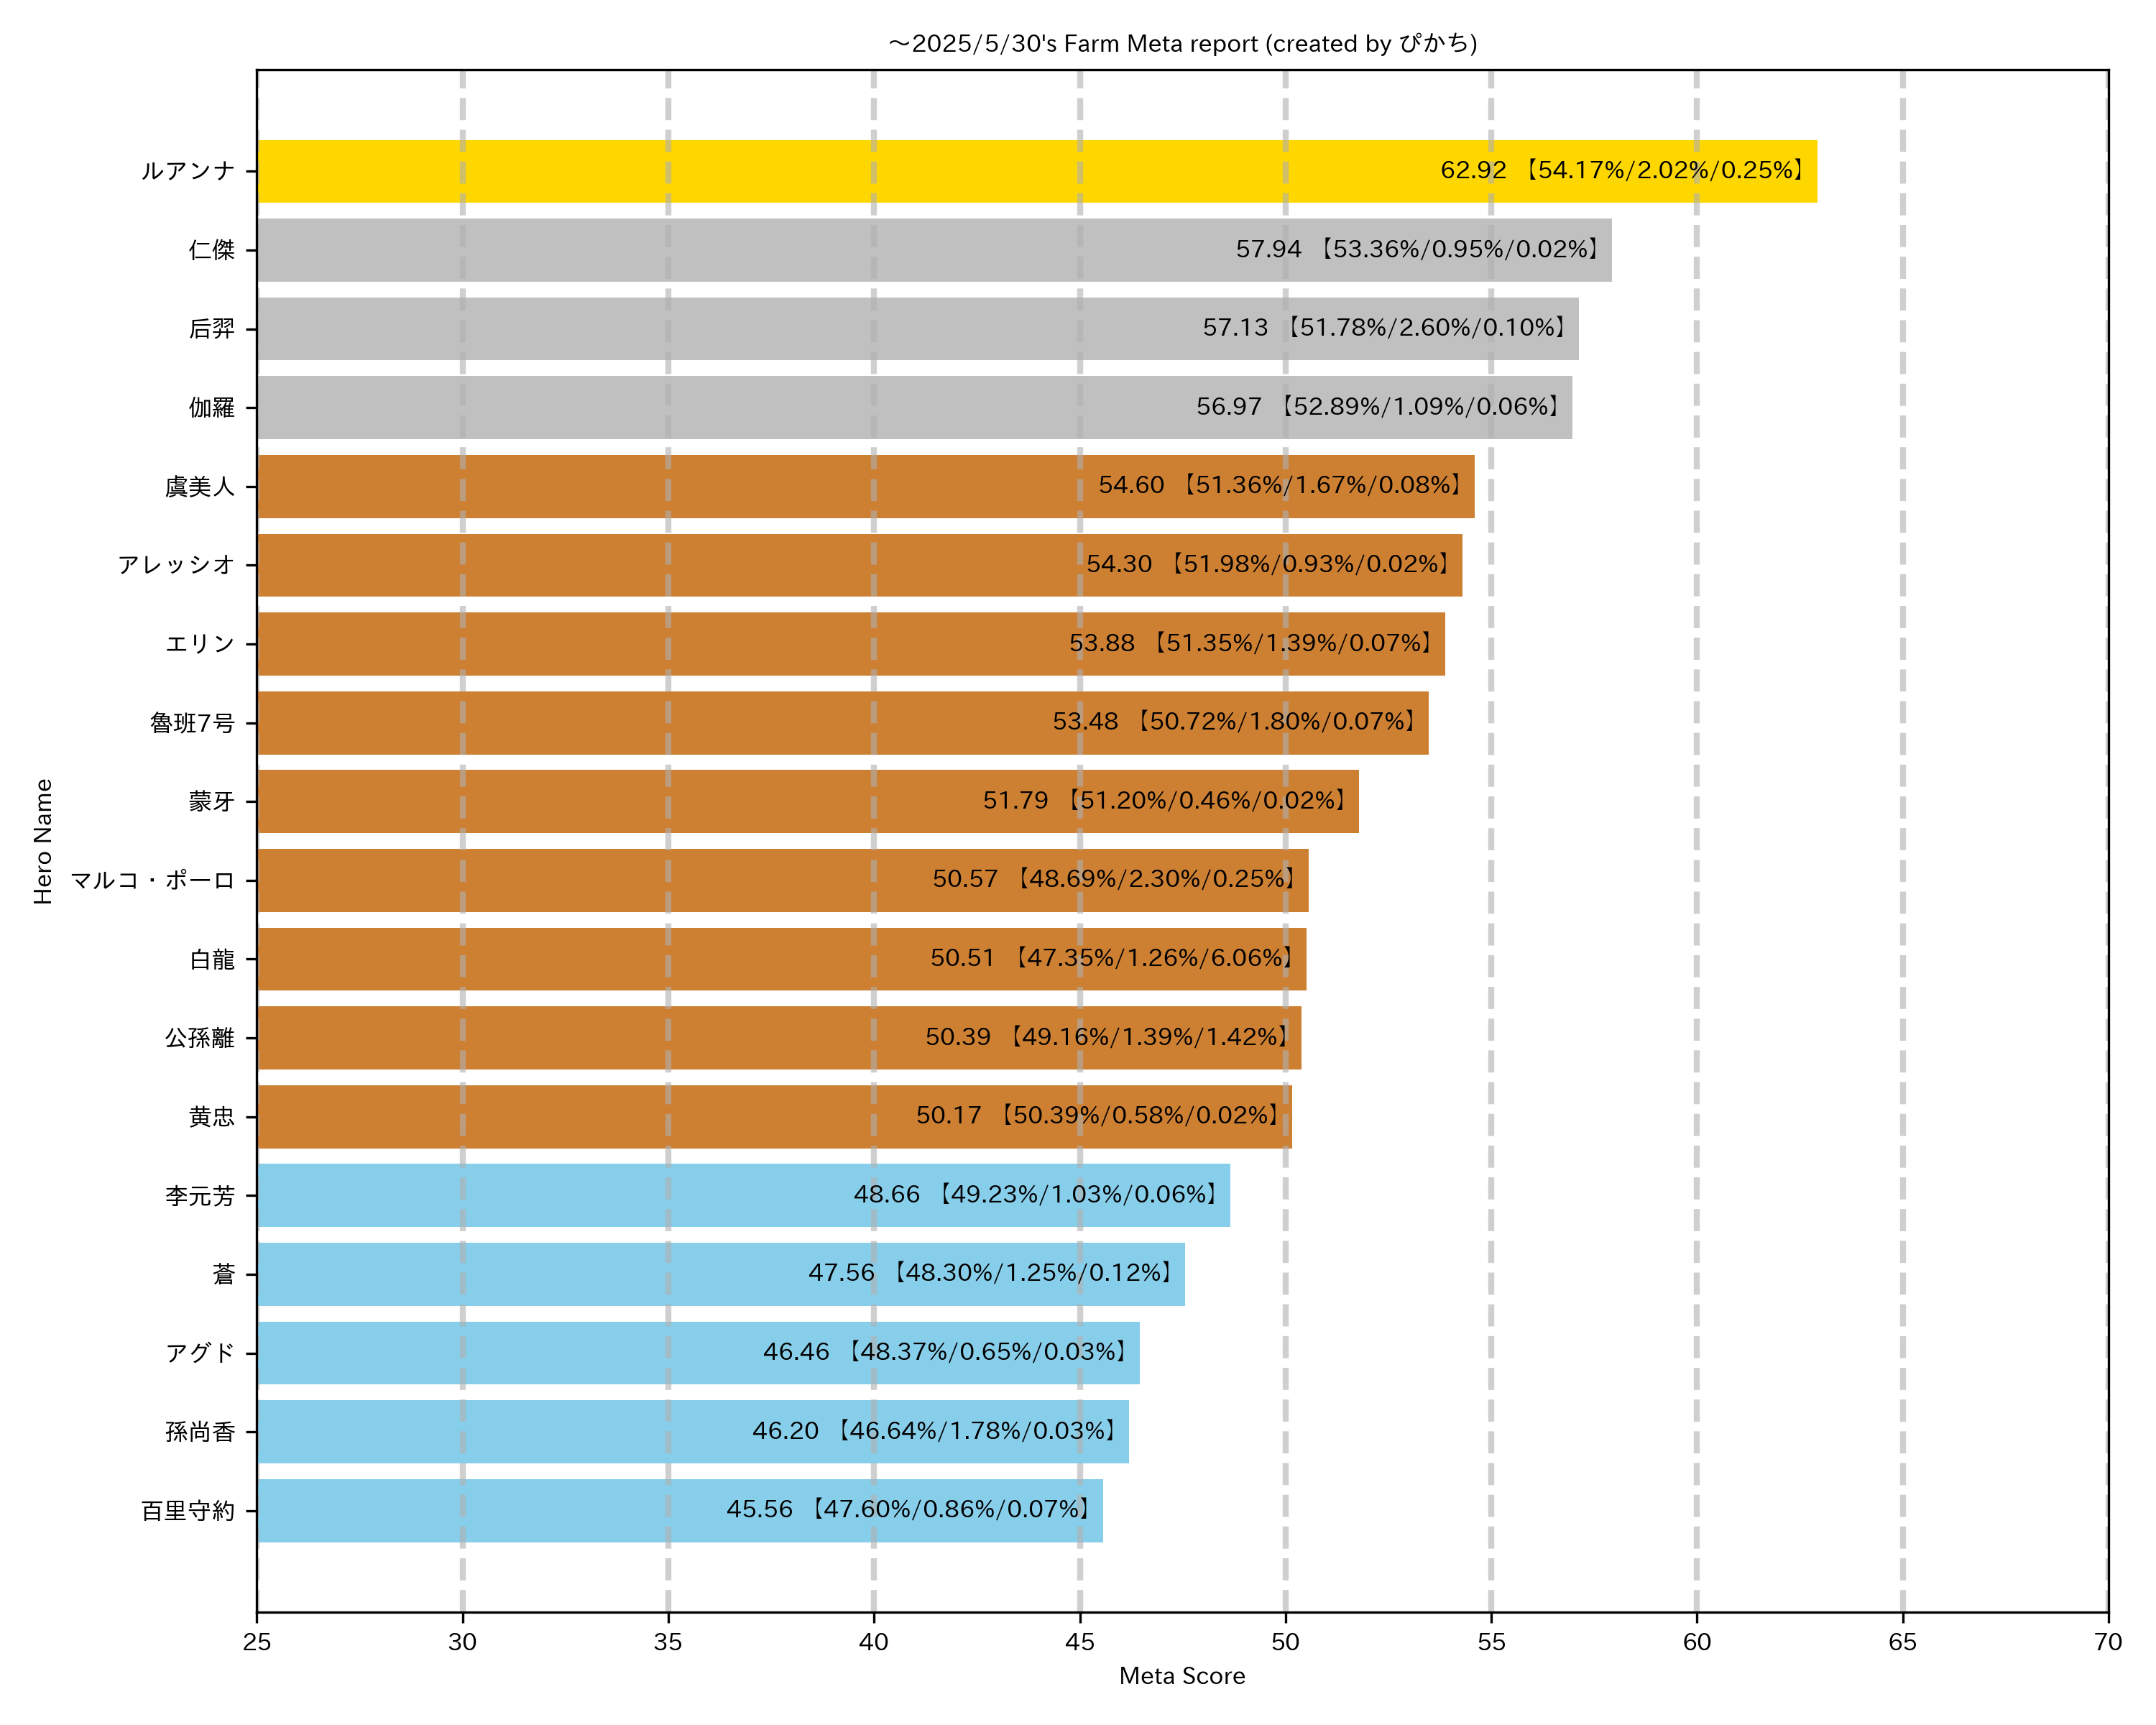 ～2025/5/30's Farm Meta report (created by ぴかち)
ルアンナ 62.92 【54.17%/2.02%/0.25%】
仁傑 57.94 【53.36%/0.95%/0.02%】
后羿 57.13 【51.78%/2.60%/0.10%】
伽羅 56.97 【52.89%/1.09%/0.06%】
虞美人 54.60 【51.36%/1.67%/0.08%】
アレッシオ 54.30 【51.98%/0.93%/0.02%】
エリン 53.88 【51.35%/1.39%/0.07%】
魯班7号 53.48 【50.72%/1.80%/0.07%】
蒙牙 51.79 【51.20%/0.46%/0.02%】
マルコ・ポーロ 50.57 【48.69%/2.30%/0.25%】
白龍 50.51 【47.35%/1.26%/6.06%】
公孫離 50.39 【49.16%/1.39%/1.42%】
黄忠 50.17 【50.39%/0.58%/0.02%】
李元芳 48.66 【49.23%/1.03%/0.06%】
蒼 47.56 【48.30%/1.25%/0.12%】
アグド 46.46 【48.37%/0.65%/0.03%】
孫尚香 46.20 【46.64%/1.78%/0.03%】
百里守約 45.56 【47.60%/0.86%/0.07%】
Hero Name
25 30 35 40 45 50 55 60 65 70
Meta Score